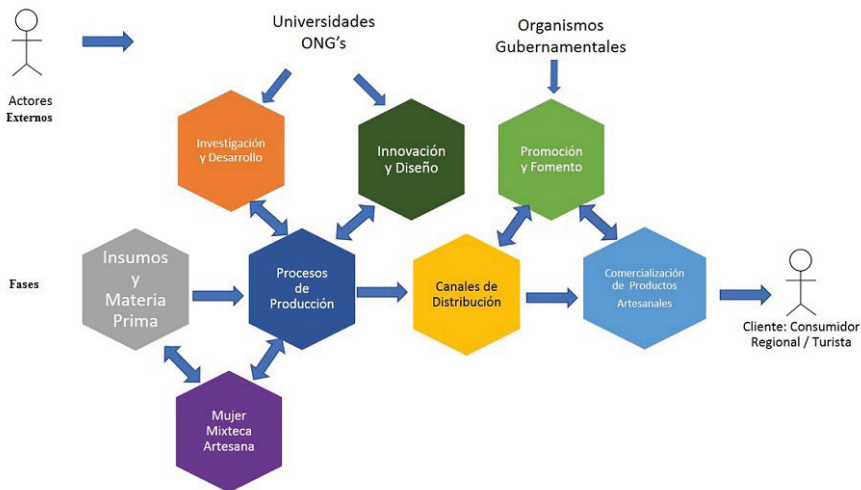 Universidades
ONG's
Organismos
Gubernamentales
Actores
Externos
Investigación
y Desarrollo
Innovación
y Diseño
Promoción
y Fomento
Fases
Insumos
y
Materia
Prima
Procesos
de
Producción
Canales de
Distribución
Comercialización
de Productos
Artesanales
Cliente: Consumidor
Regional / Turista
Mujer
Mixteca
Artesana